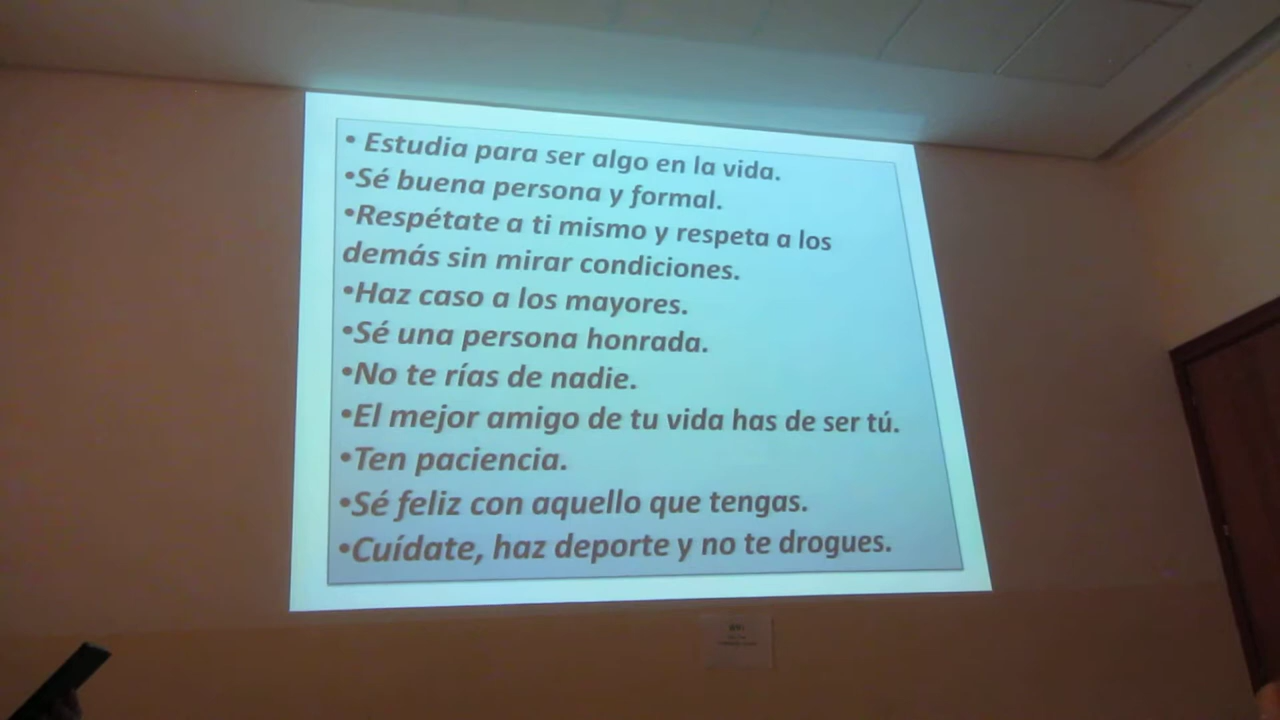 • Estudia para ser algo en la vida.
•Sé buena persona y formal.
•Respétate a ti mismo y respeta a los
demás sin mirar condiciones.
•Haz caso a los mayores.
•Sé una persona honrada.
•No te rías de nadie.
•El mejor amigo de tu vida has de ser tú.
•Ten paciencia.
•Sé feliz con aquello que tengas.
•Cuídate, haz deporte y no te drogues.